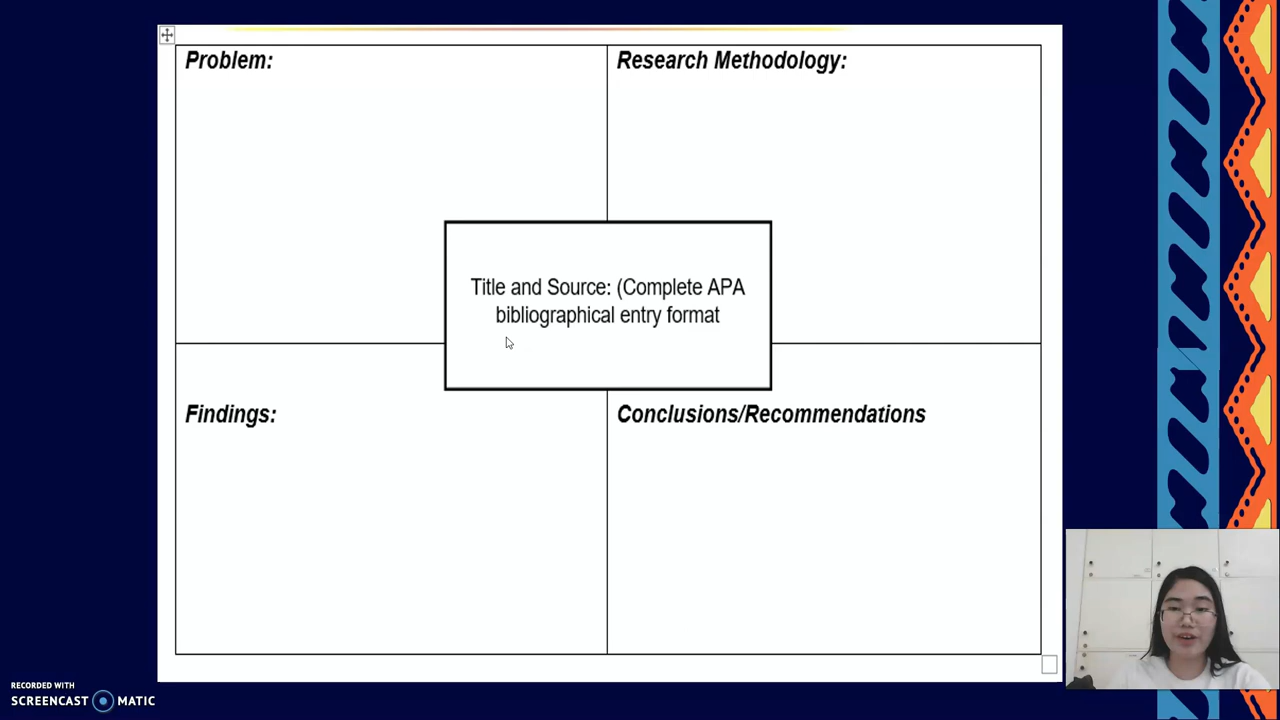 Problem:
Research Methodology:
Title and Source: (Complete APA
bibliographical entry format
Findings:
Conclusions/Recommendations
RECORDED WITH
SCREENCAST MATIC